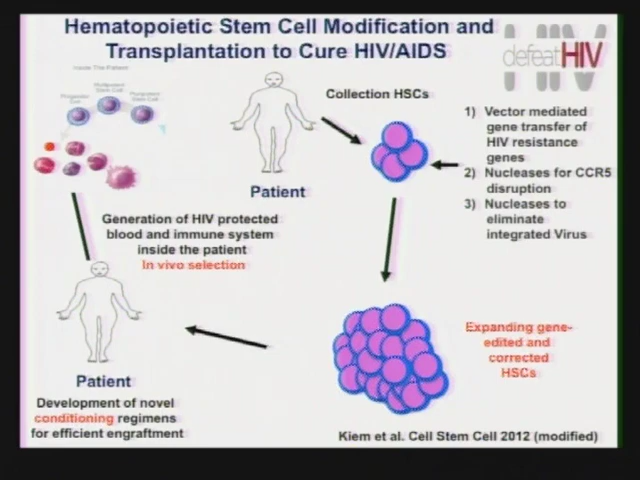 Hematopoietic Stem Cell Modification and
Transplantation to Cure HIV/AIDS
defeatHIV
Inside The Patient
Collection HSCs
1) Vector mediated
gene transfer of
HIV resistance
genes
2) Nucleases for CCR5
disruption
3) Nucleases to
eliminate
integrated Virus
Patient
Generation of HIV protected
blood and immune system
inside the patient
In vivo selection
Expanding gene-
edited and
corrected
HSCs
Patient
Development of novel
conditioning regimens
for efficient engraftment
Kiem et al. Cell Stem Cell 2012 (modified)